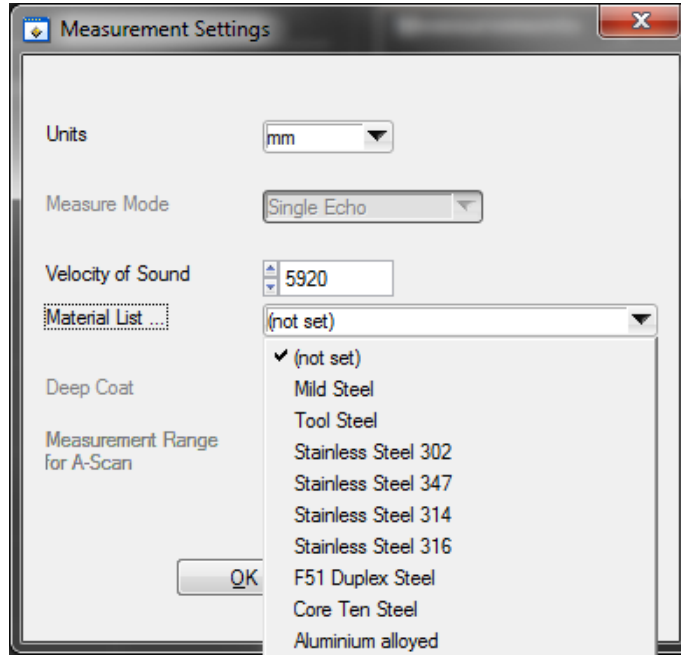 Measurement Settings
Units
mm
Measure Mode
Single Echo
Velocity of Sound
5920
Material List ...
(not set)
(not set)
Mild Steel
Tool Steel
Stainless Steel 302
Stainless Steel 347
Stainless Steel 314
Stainless Steel 316
F51 Duplex Steel
Core Ten Steel
Aluminium alloyed
Deep Coat
Measurement Range
for A-Scan
OK